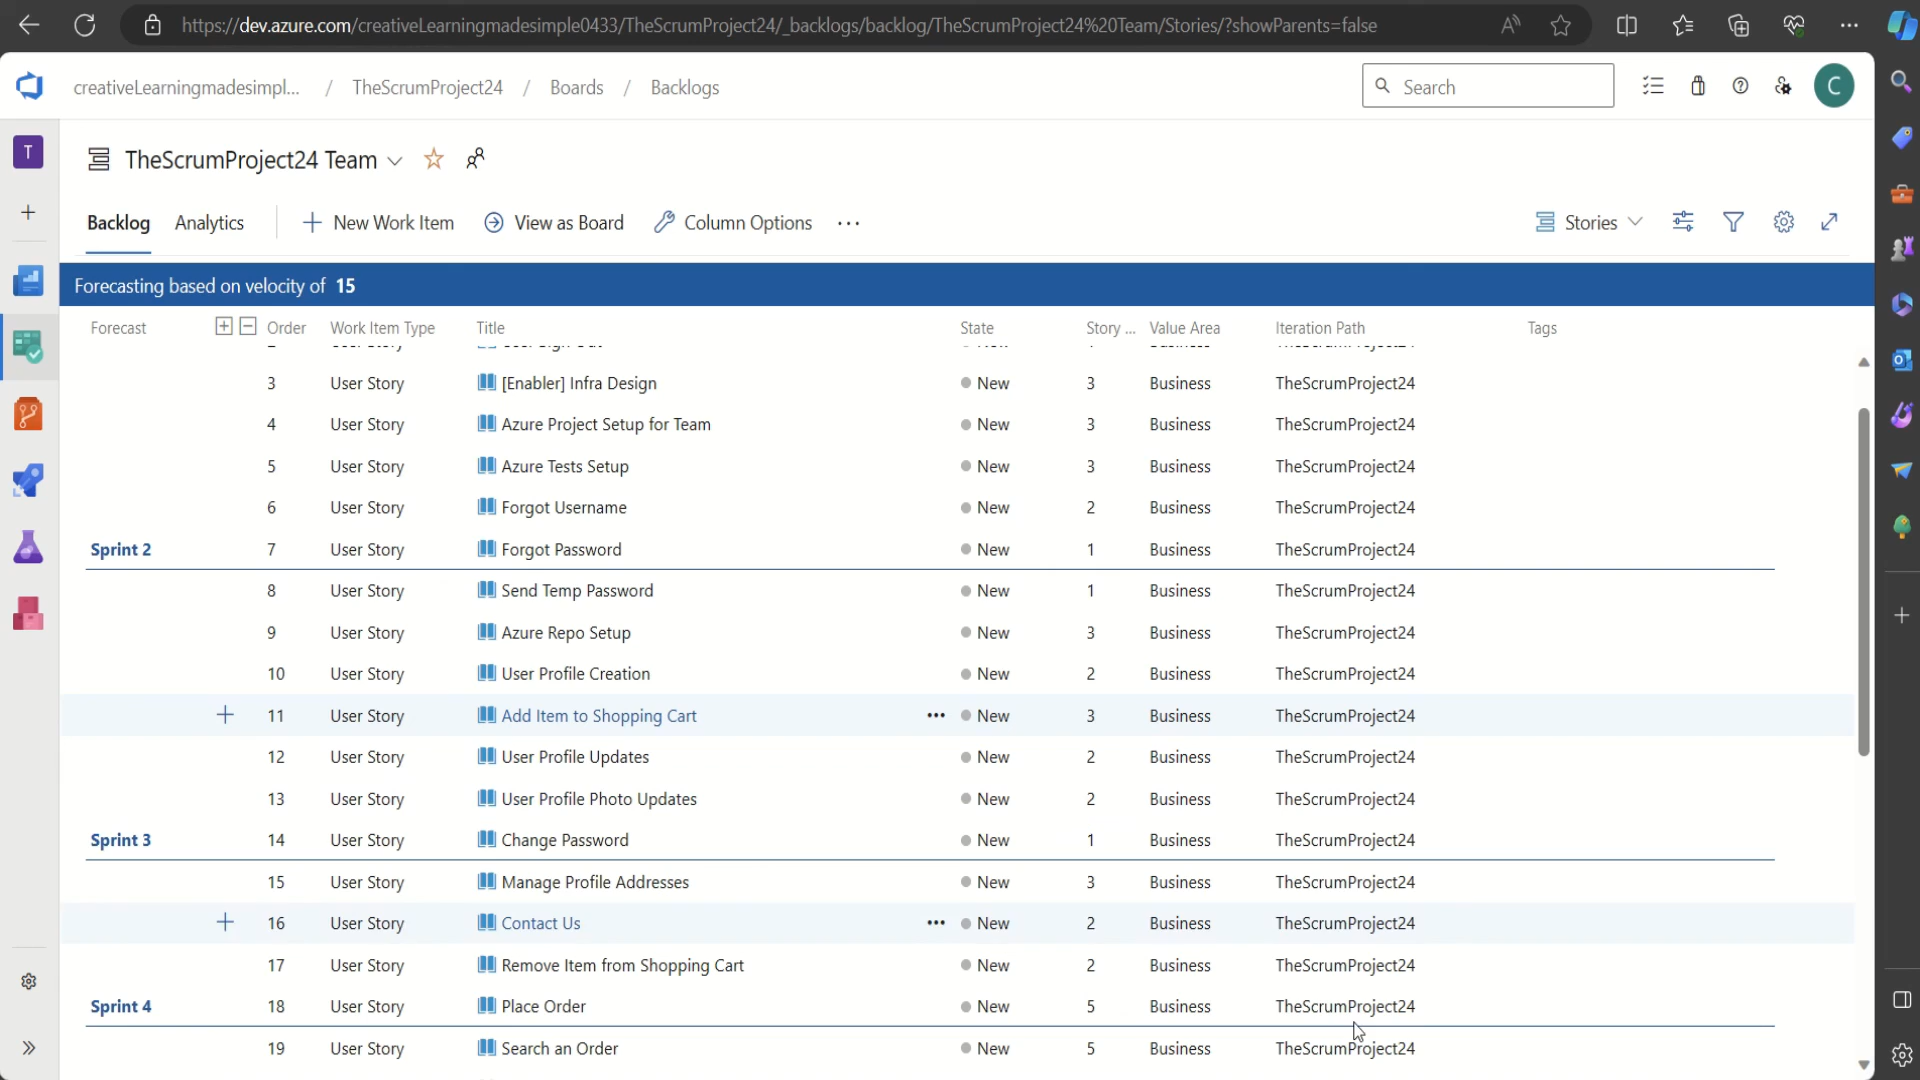 https://dev.azure.com/creativeLearningmadesimple0433/TheScrumProject24/_backlogs/backlog/TheScrumProject24%20Team/Stories/?showParents=false
creativeLearningmadesimpl... / TheScrumProject24 / Boards / Backlogs Search C
T TheScrumProject24 Team
Backlog Analytics New Work Item View as Board Column Options Stories
Forecasting based on velocity of 15
Forecast Order Work Item Type Title State Story ... Value Area Iteration Path Tags
3 User Story [Enabler] Infra Design New 3 Business TheScrumProject24
4 User Story Azure Project Setup for Team New 3 Business TheScrumProject24
5 User Story Azure Tests Setup New 3 Business TheScrumProject24
6 User Story Forgot Username New 2 Business TheScrumProject24
Sprint 2 7 User Story Forgot Password New 1 Business TheScrumProject24
8 User Story Send Temp Password New 1 Business TheScrumProject24
9 User Story Azure Repo Setup New 3 Business TheScrumProject24
10 User Story User Profile Creation New 2 Business TheScrumProject24
11 User Story Add Item to Shopping Cart ... New 3 Business TheScrumProject24
12 User Story User Profile Updates New 2 Business TheScrumProject24
13 User Story User Profile Photo Updates New 2 Business TheScrumProject24
Sprint 3 14 User Story Change Password New 1 Business TheScrumProject24
15 User Story Manage Profile Addresses New 3 Business TheScrumProject24
16 User Story Contact Us ... New 2 Business TheScrumProject24
17 User Story Remove Item from Shopping Cart New 2 Business TheScrumProject24
Sprint 4 18 User Story Place Order New 5 Business TheScrumProject24
19 User Story Search an Order New 5 Business TheScrumProject24